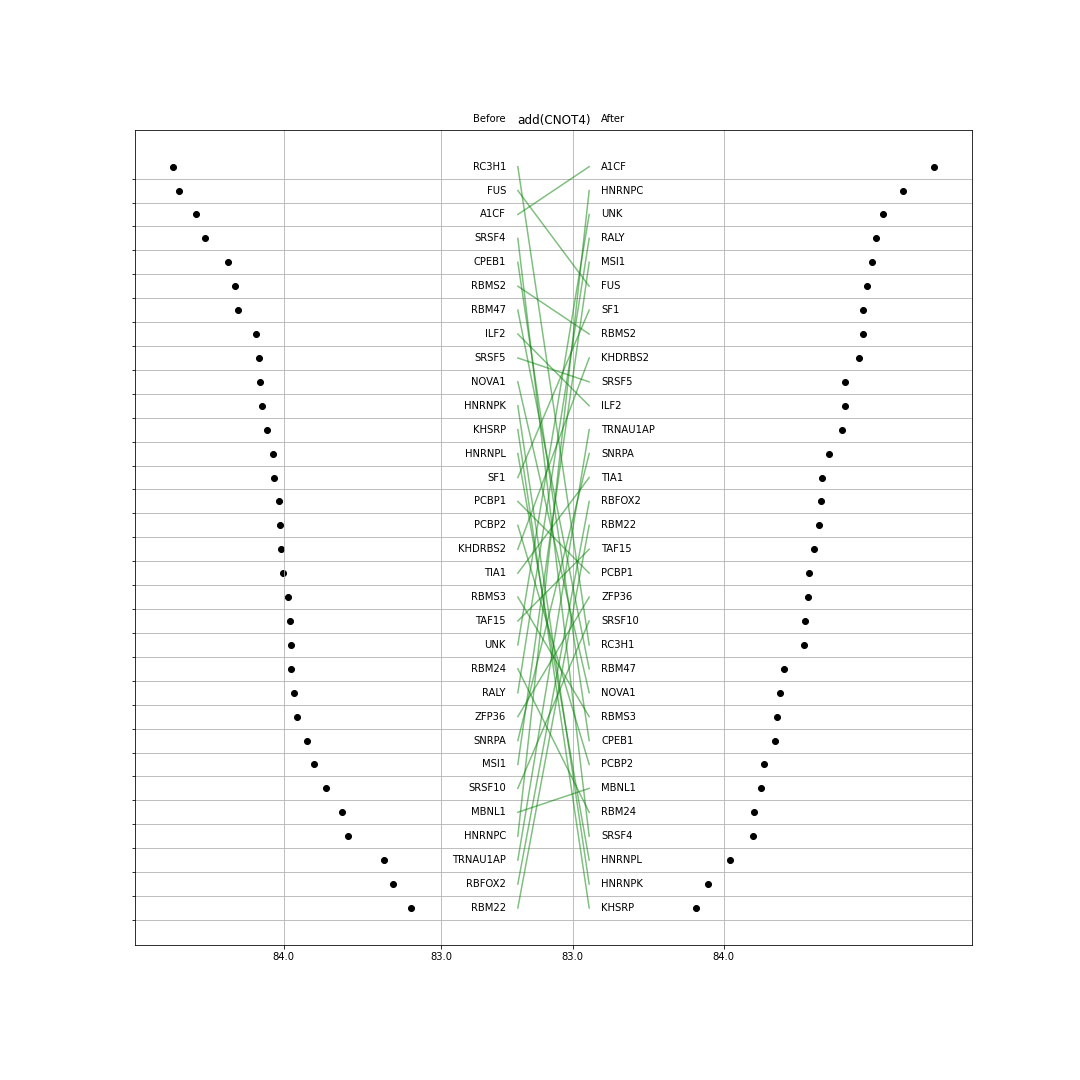 Before add(CNOT4) After
RC3H1 A1CF
FUS HNRNPC
A1CF UNK
SRSF4 RALY
CPEB1 MSI1
RBMS2 FUS
RBM47 SF1
ILF2 RBMS2
SRSF5 KHDRBS2
NOVA1 SRSF5
HNRNPK ILF2
KHSRP TRNAU1AP
HNRNPL SNRPA
SF1 TIA1
PCBP1 RBFOX2
PCBP2 RBM22
KHDRBS2 TAF15
TIA1 PCBP1
RBMS3 ZFP36
TAF15 SRSF10
UNK RC3H1
RBM24 RBM47
RALY NOVA1
ZFP36 RBMS3
SNRPA CPEB1
MSI1 PCBP2
SRSF10 MBNL1
MBNL1 RBM24
HNRNPC SRSF4
TRNAU1AP HNRNPL
RBFOX2 HNRNPK
RBM22 KHSRP
84.0 83.0 83.0 84.0